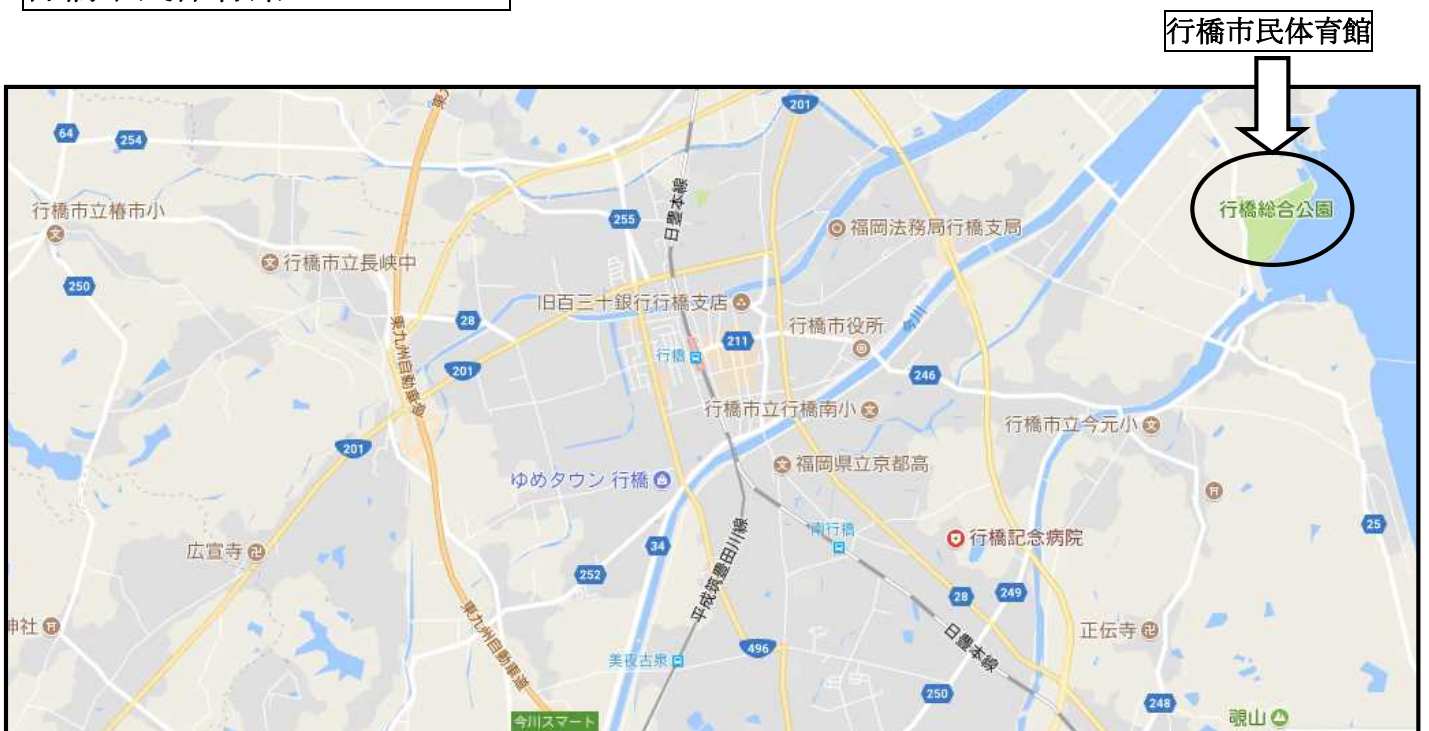 行橋市民体育館
201
64
254
東九
行橋市立椿市小
日豊本線
255
福岡法務局行橋支局
行橋総合公園
行橋市立長峡中
250
旧百三十銀行行橋支店
28
東九州自動車道
行橋市役所
今川
211
行橋
201
246
行橋市立行橋南小
行橋市立今元小
201
福岡県立京都高
ゆめタウン 行橋
25
南行橋
行橋記念病院
34
広宣寺
252
平成筑豊田川線
28
249
神社
東九州自動車道
日豊本線
正伝寺
496
美夜古泉
250
248
今川スマート
覗山